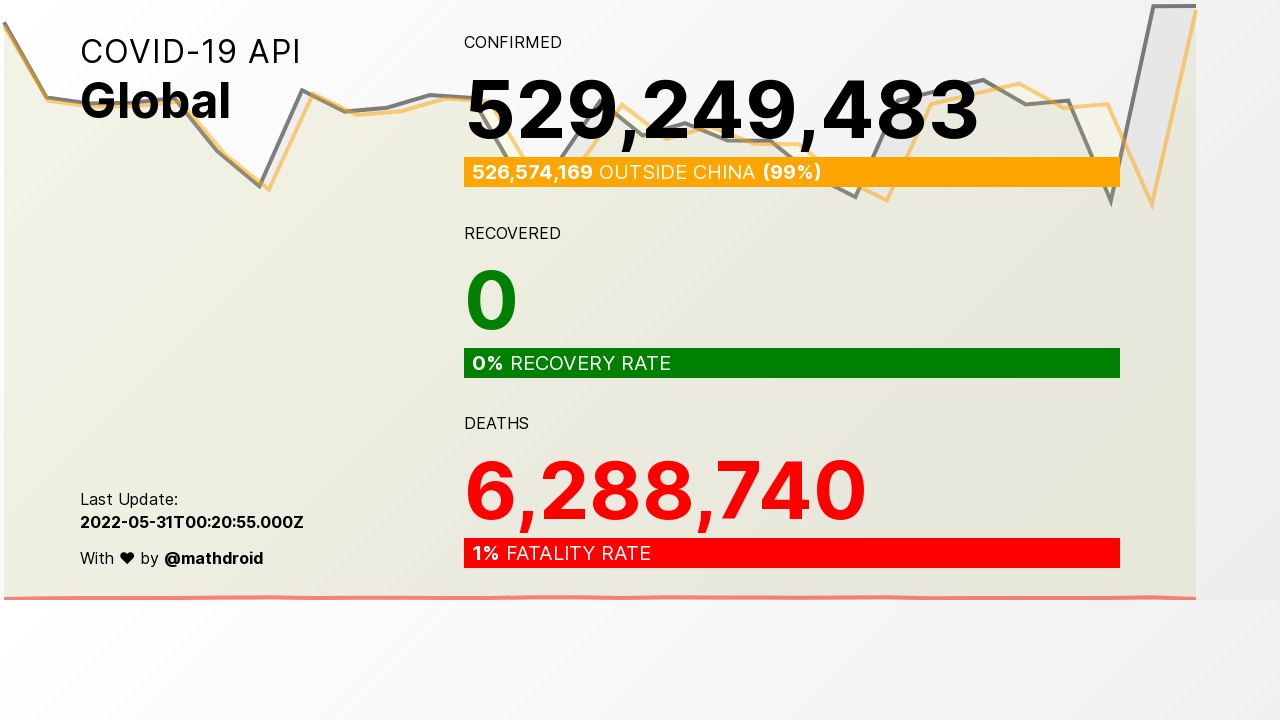 COVID-19 API
Global
CONFIRMED
529,249,483
526,574,169 OUTSIDE CHINA (99%)
RECOVERED
0
0% RECOVERY RATE
DEATHS
6,288,740
1% FATALITY RATE
Last Update:
2022-05-31T00:20:55.000Z
With ♥ by @mathdroid